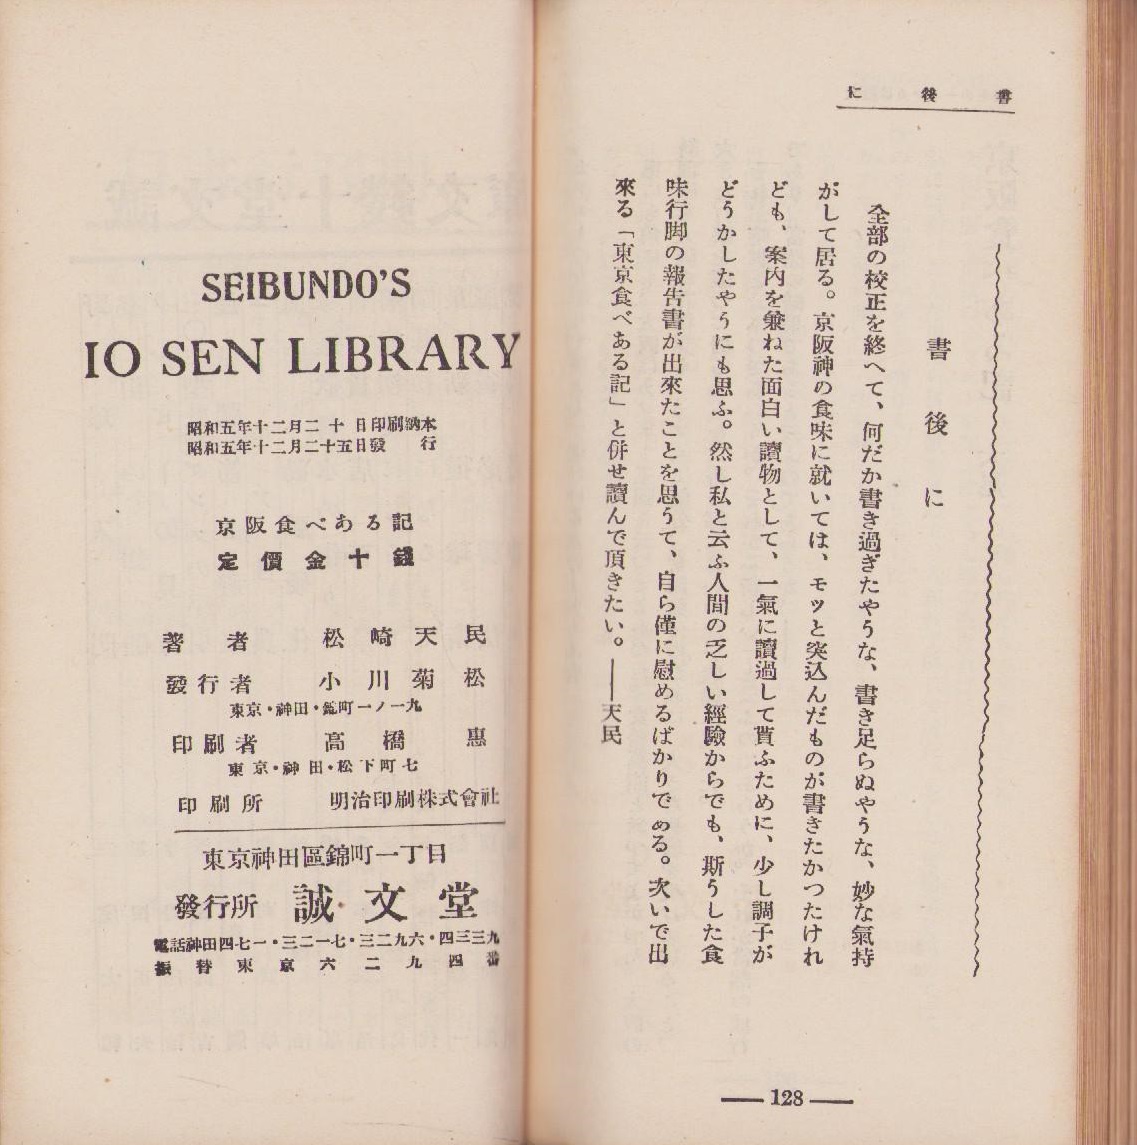 書後に
書後に
全部の校正を終へて、何だか書き過ぎたやうな、書き足らぬやうな、妙な氣持
がして居る。京阪神の食味に就いては、モツと突込んだものが書きたかつたけれ
ども、案内を兼ねた面白い讀物として、一氣に讀過して貰ふために、少し調子が
どうかしたやうにも思ふ。然し私と云ふ人間の乏しい經驗からでも、斯うした食
味行脚の報告書が出來たことを思うて、自ら僅に慰めるばかりである。次いで出
來る「東京食べある記」と併せ讀んで頂きたい。――天民
128
SEIBUNDO'S
IO SEN LIBRARY
昭和五年十二月二十日印刷納本
昭和五年十二月二十五日發行
京阪食べある記
定價金十錢
著者 松崎天民
發行者 小川菊松
東京・神田・錦町一ノ一九
印刷者 高橋惠
東京・神田・松下町七
印刷所 明治印刷株式會社
東京神田區錦町一丁目
發行所 誠文堂
電話神田四七一・三二一七・三二九六・四三三九
振替東京六二九四番